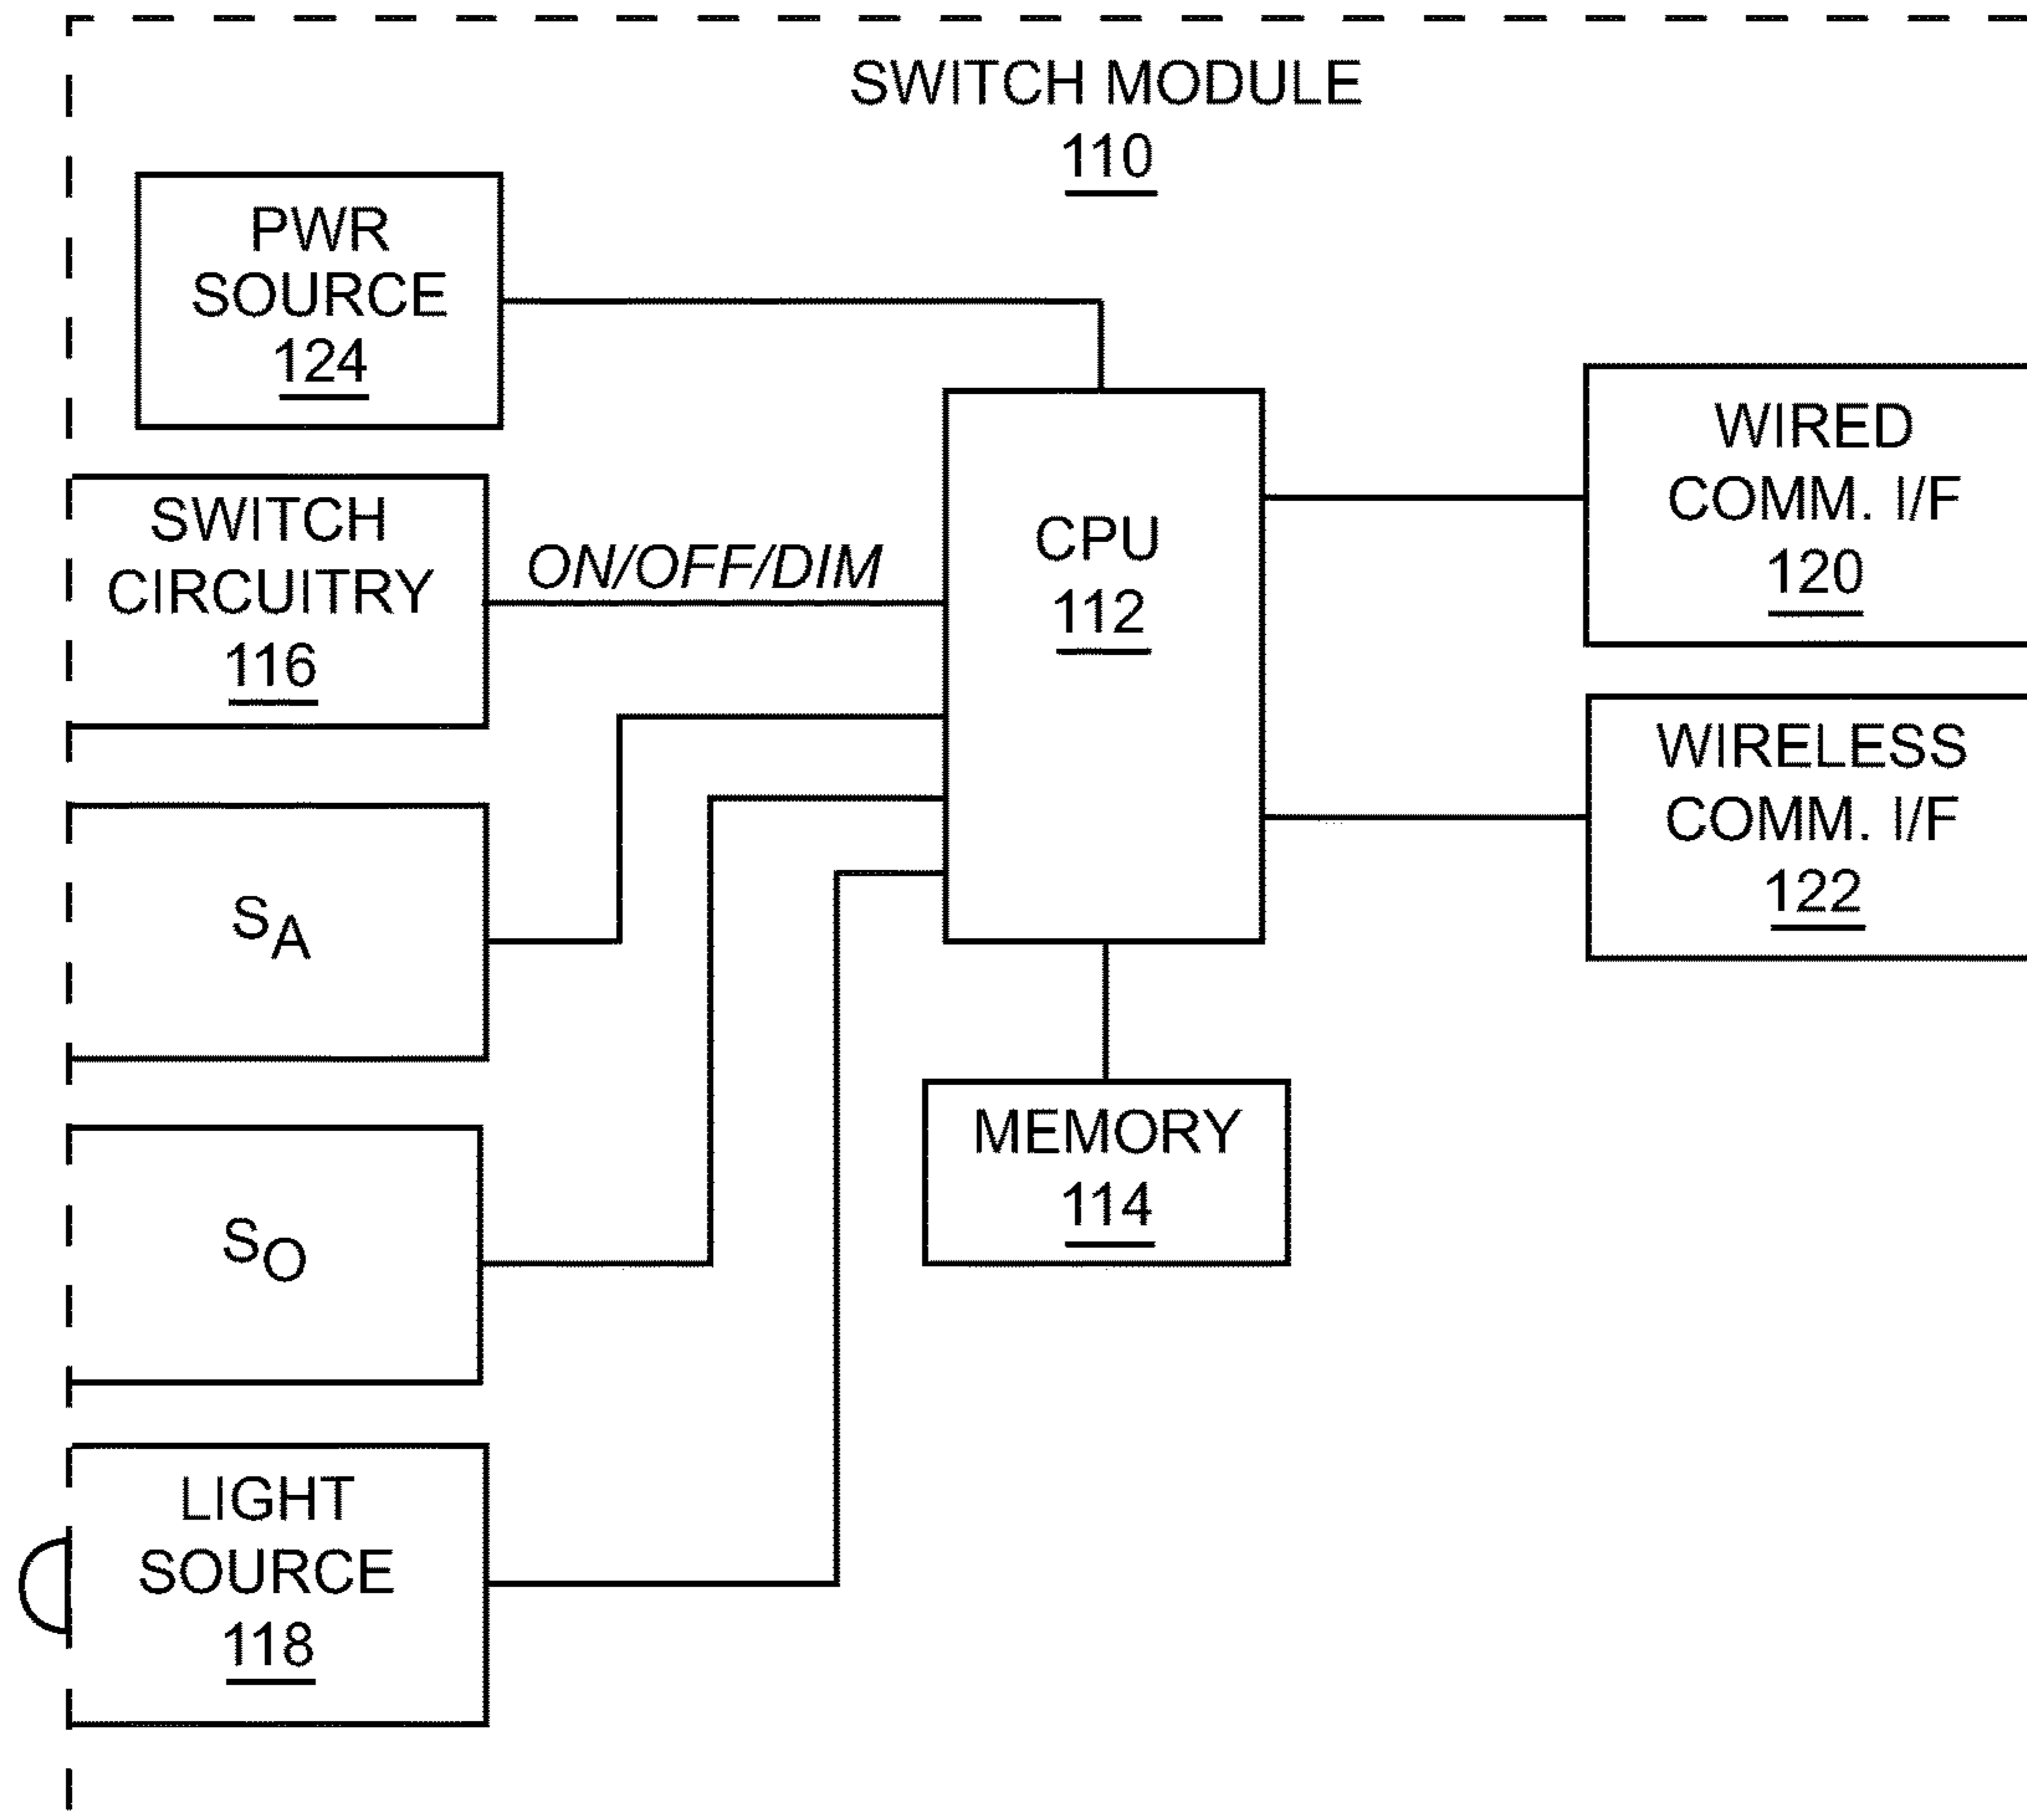 SWITCH MODULE
110
PWR
SOURCE
124
SWITCH
CIRCUITRY
116
ON/OFF/DIM
CPU
112
WIRED
COMM. I/F
120
WIRELESS
COMM. I/F
122
SA
SO
MEMORY
114
LIGHT
SOURCE
118